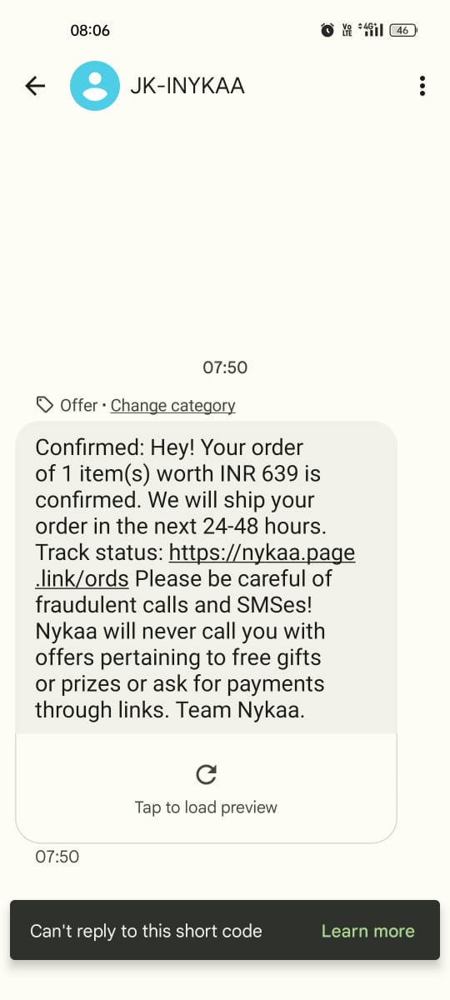 08:06
Vo LTE 4G+ 46
JK-INYKAA
07:50
Offer • Change category
Confirmed: Hey! Your order
of 1 item(s) worth INR 639 is
confirmed. We will ship your
order in the next 24-48 hours.
Track status: https://nykaa.page
.link/ords Please be careful of
fraudulent calls and SMSes!
Nykaa will never call you with
offers pertaining to free gifts
or prizes or ask for payments
through links. Team Nykaa.
Tap to load preview
07:50
Can't reply to this short code Learn more